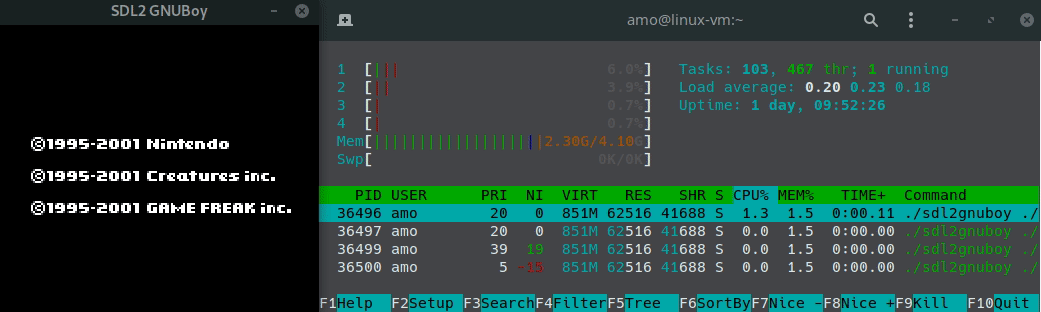 SDL2 GNUBoy
©1995-2001 Nintendo
©1995-2001 Creatures inc.
©1995-2001 GAME FREAK inc.
amo@linux-vm:~
1 [||| 6.0%] Tasks: 103, 467 thr; 1 running
2 [|| 3.9%] Load average: 0.20 0.23 0.18
3 [| 0.7%] Uptime: 1 day, 09:52:26
4 [| 0.7%]
Mem[|||||||||||||||||||2.30G/4.10G]
Swp[ 0K/0K]
PID USER PRI NI VIRT RES SHR S CPU% MEM% TIME+ Command
36496 amo 20 0 851M 62516 41688 S 1.3 1.5 0:00.11 ./sdl2gnuboy ./
36497 amo 20 0 851M 62516 41688 S 0.0 1.5 0:00.00 ./sdl2gnuboy ./
36499 amo 39 19 851M 62516 41688 S 0.0 1.5 0:00.00 ./sdl2gnuboy ./
36500 amo 5 -15 851M 62516 41688 S 0.0 1.5 0:00.00 ./sdl2gnuboy ./
F1Help F2Setup F3SearchF4FilterF5Tree F6SortByF7Nice -F8Nice +F9Kill F10Quit